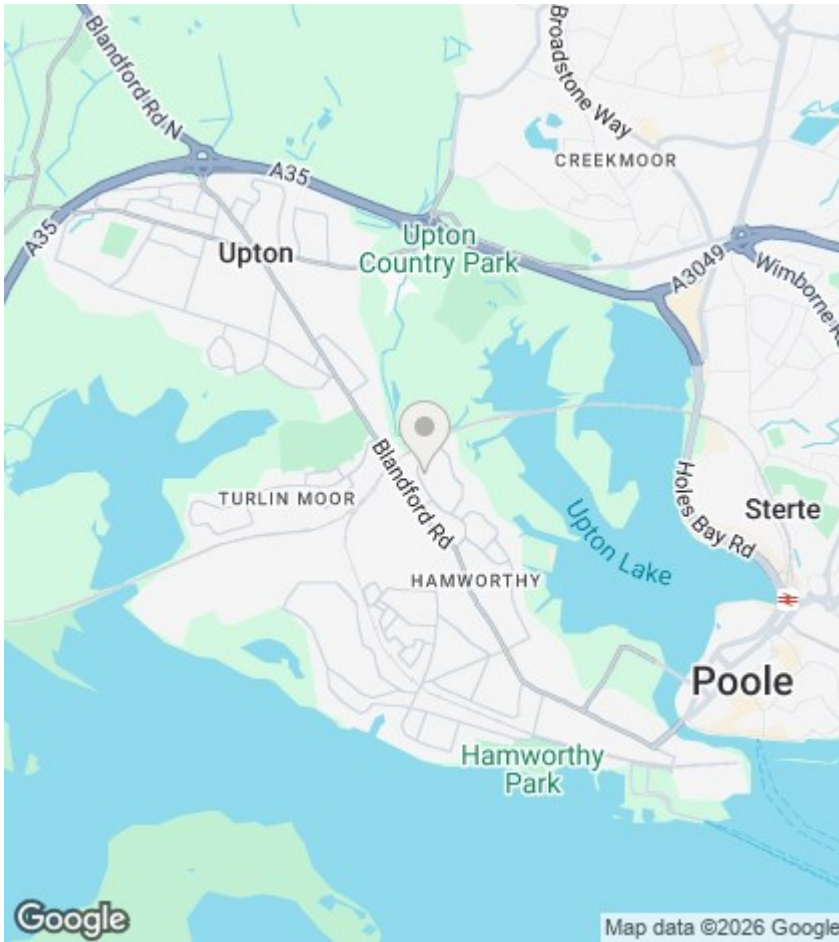 Blandford Rd N
Broadstone Way
CREEKMOOR
A35
A35
Upton
Upton
Country Park
A3049
Wimborne Rd
TURLIN MOOR
Blandford Rd
Holes Bay Rd
Sterte
Upton Lake
HAMWORTHY
Poole
Hamworthy
Park
Google
Map data ©2026 Google